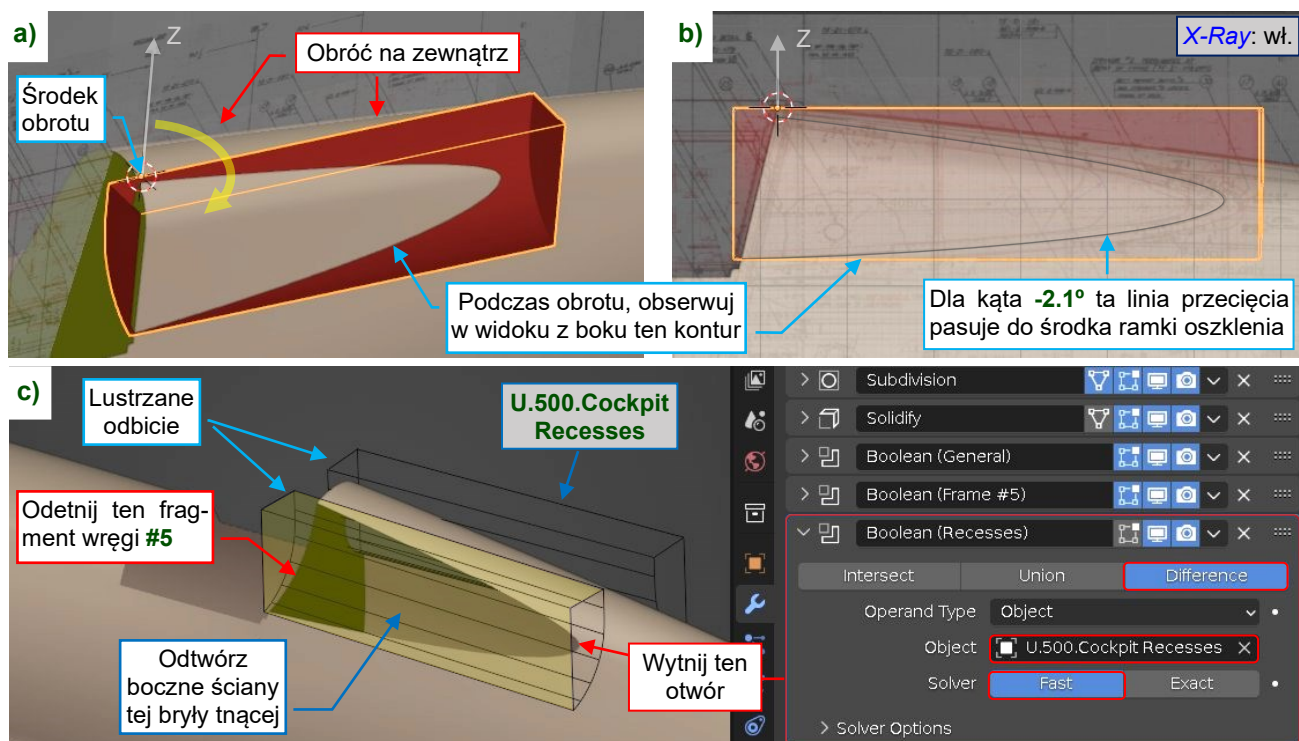 a)
Z
Obróć na zewnątrz
Środek
obrotu
Podczas obrotu, obserwuj
w widoku z boku ten kontur
b)
Z
X-Ray: wł.
Dla kąta -2.1º ta linia przecięcia
pasuje do środka ramki oszklenia
c)
Lustrzane
odbicie
U.500.Cockpit
Recesses
Odetnij ten frag-
ment wręgi #5
Odtwórz
boczne ściany
tej bryły tnącej
Wytnij ten
otwór
Subdivision
Solidify
Boolean (General)
Boolean (Frame #5)
Boolean (Recesses)
Intersect Union Difference
Operand Type Object
Object U.500.Cockpit Recesses
Solver Fast Exact
Solver Options